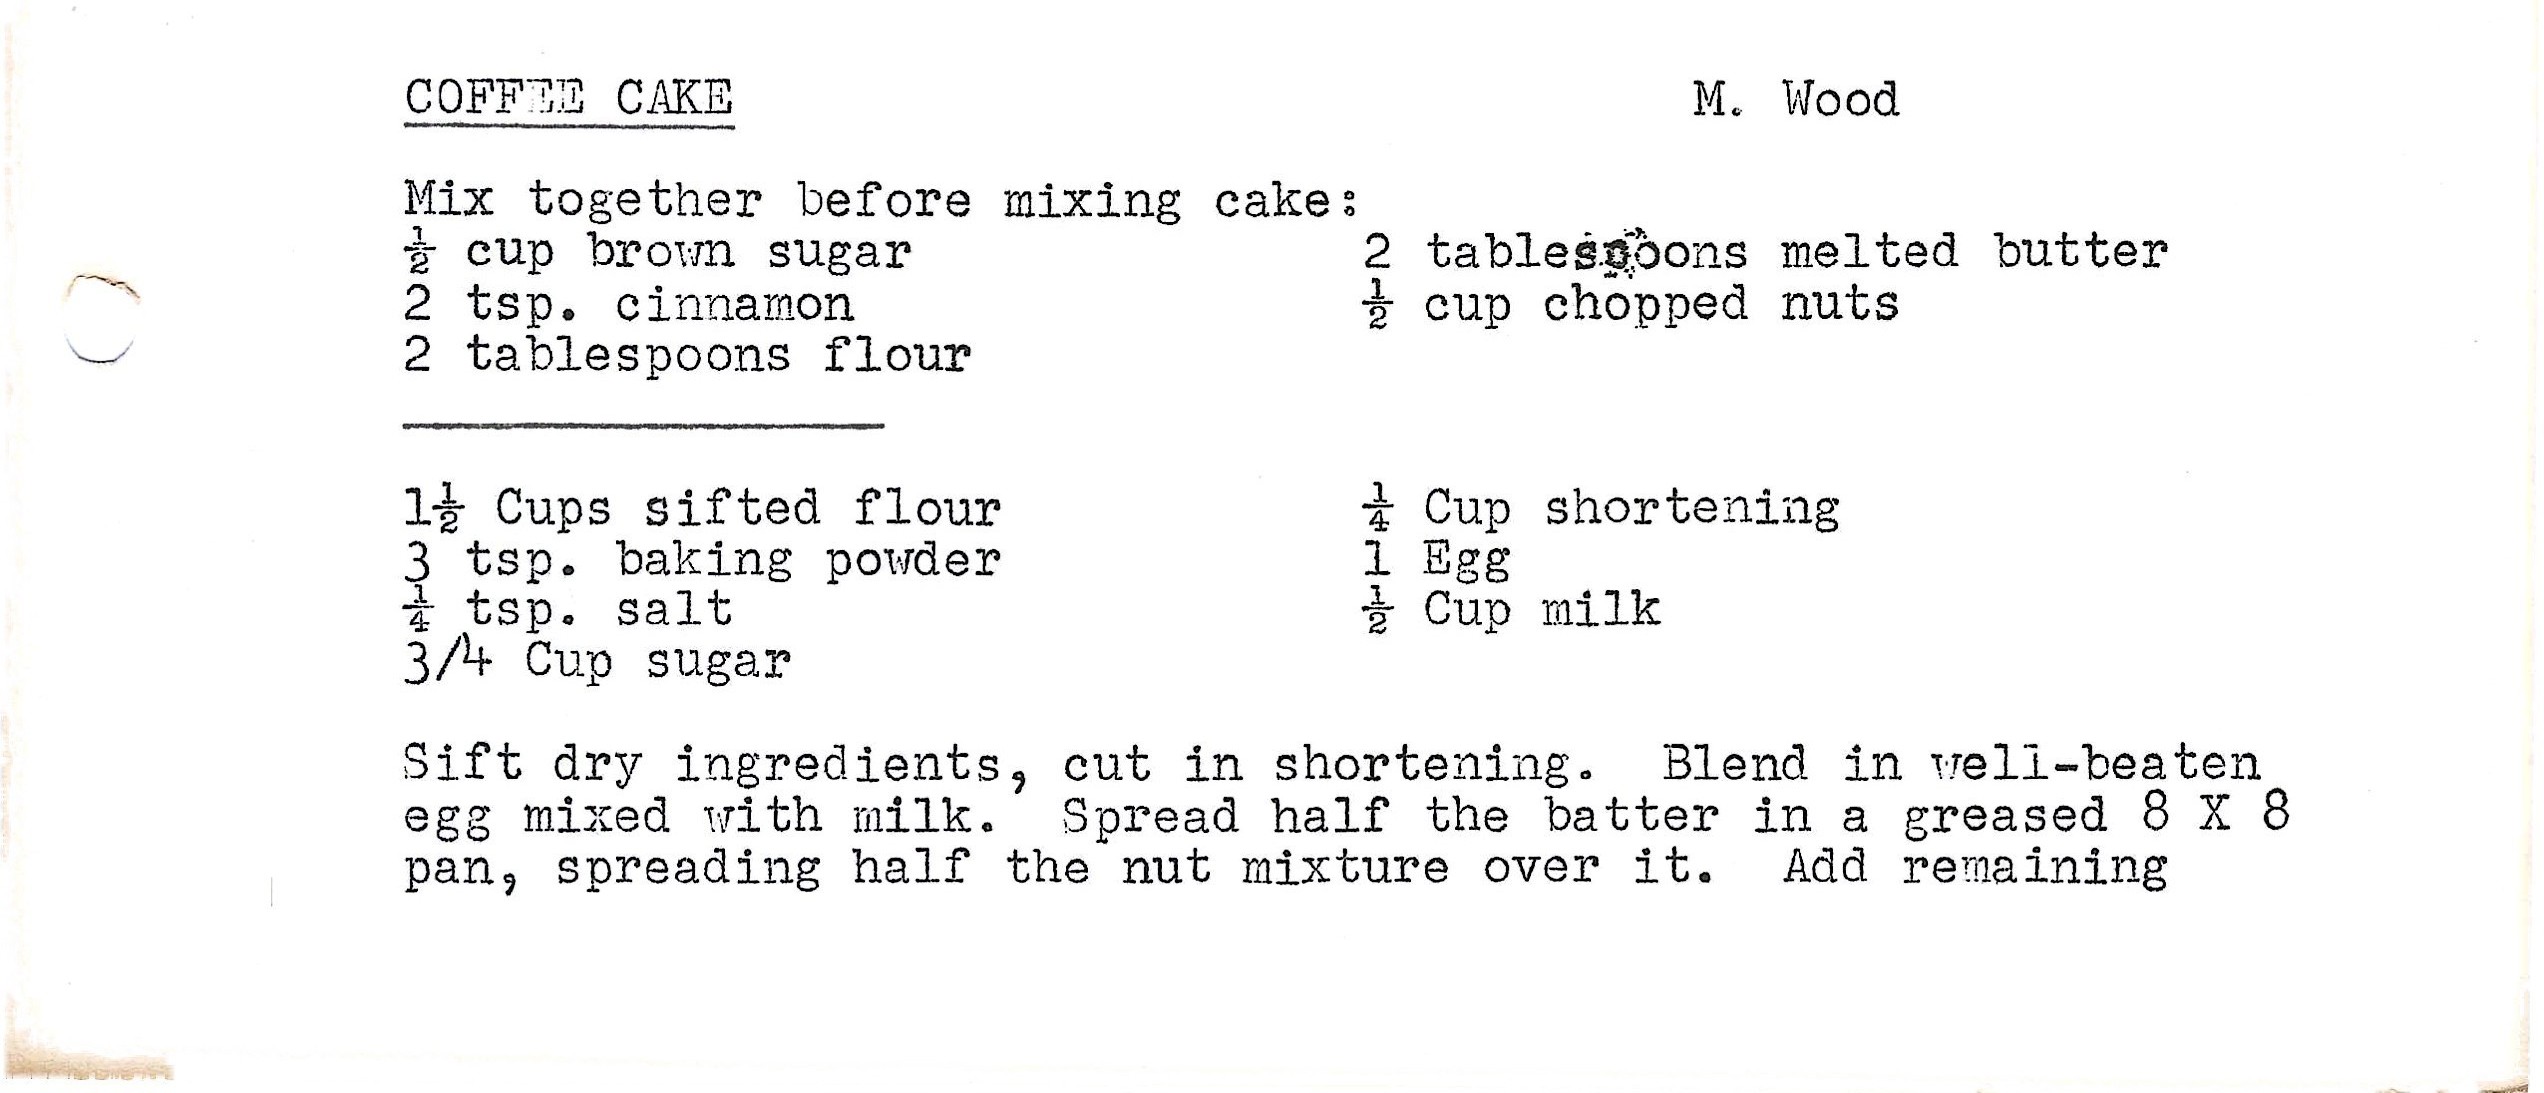 COFFEE CAKE M. Wood
Mix together before mixing cake:
½ cup brown sugar 2 tablespoons melted butter
2 tsp. cinnamon ½ cup chopped nuts
2 tablespoons flour
1½ Cups sifted flour ¼ Cup shortening
3 tsp. baking powder 1 Egg
¼ tsp. salt ½ Cup milk
3/4 Cup sugar
Sift dry ingredients, cut in shortening. Blend in well-beaten
egg mixed with milk. Spread half the batter in a greased 8 X 8
pan, spreading half the nut mixture over it. Add remaining